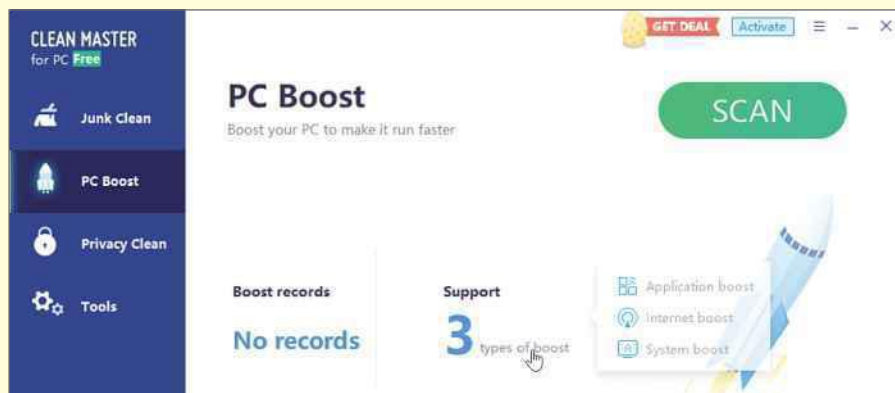 CLEAN MASTER
for PC Free
GET DEAL
Activate
Junk Clean
PC Boost
Privacy Clean
Tools
PC Boost
Boost your PC to make it run faster
SCAN
Boost records
No records
Support
3 types of boost
Application boost
Internet boost
System boost